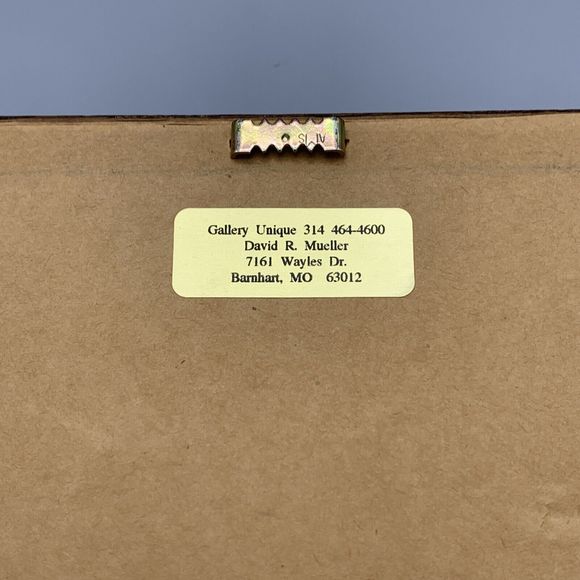 Gallery Unique 314 464-4600
David R. Mueller
7161 Wayles Dr.
Barnhart, MO 63012